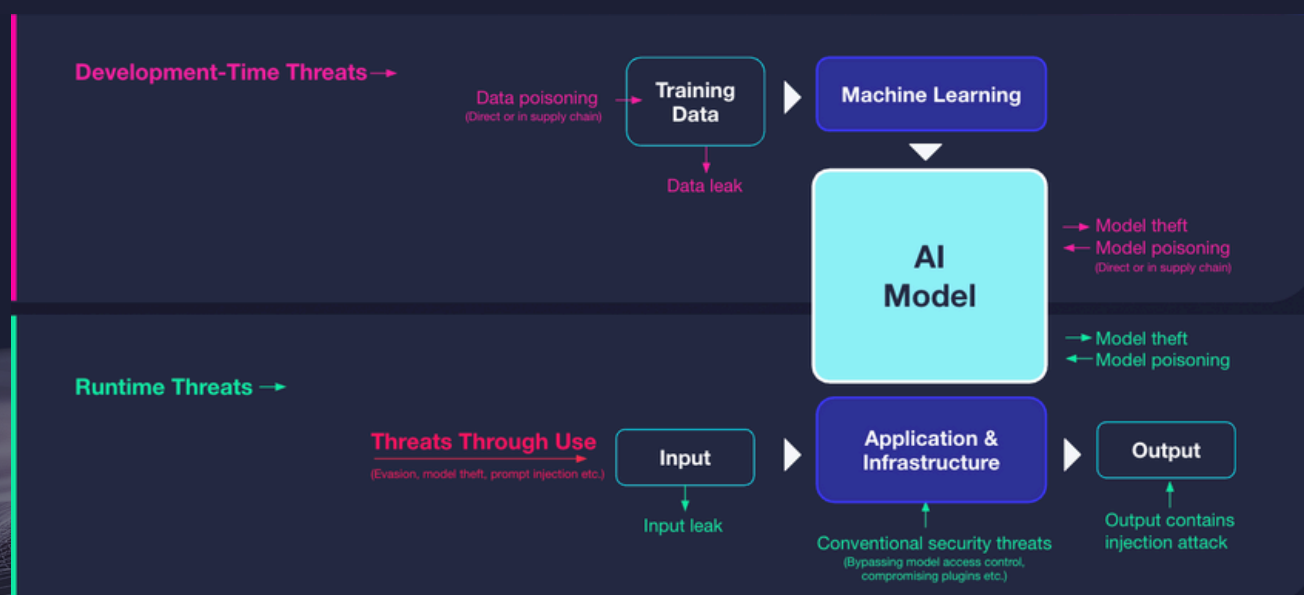 Development-Time Threats
Data poisoning
(Direct or in supply chain)
Training
Data
Data leak
Machine Learning
AI
Model
Model theft
Model poisoning
(Direct or in supply chain)
Model theft
Model poisoning
Runtime Threats
Threats Through Use
(Evasion, model theft, prompt injection etc.)
Input
Input leak
Application &
Infrastructure
Conventional security threats
(Bypassing model access control,
compromising plugins etc.)
Output
Output contains
injection attack